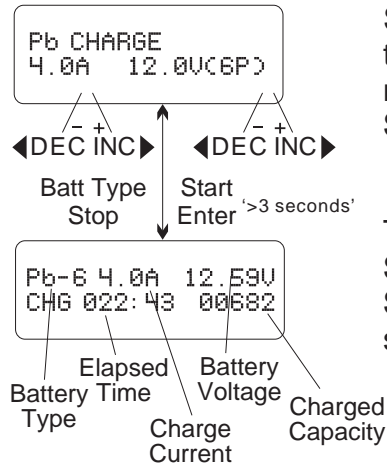 Pb CHARGE
4.0A 12.0V(6P)
- +
◀DEC INC▶ ◀DEC INC▶
- +
Batt Type
Stop
Start
Enter '>3 seconds'
Pb-6 4.0A 12.59V
CHG 022:43 00682
Battery
Type
Elapsed
Time
Charge
Current
Battery
Voltage
Charged
Capacity